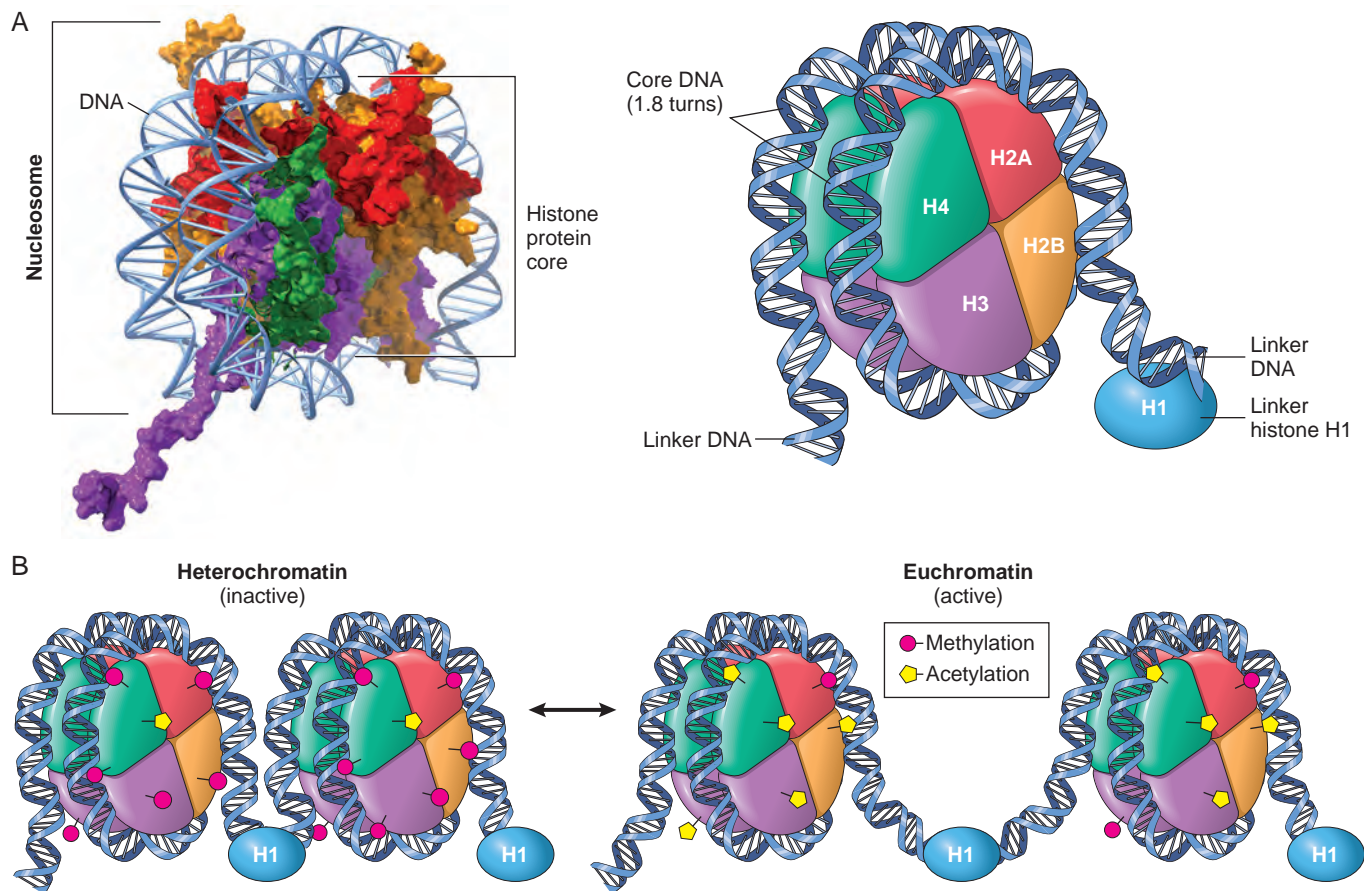 A
Nucleosome
DNA
Histone
protein
core
Core DNA
(1.8 turns)
H2A
H4
H2B
H3
Linker
DNA
H1
Linker
histone H1
Linker DNA
B
Heterochromatin
(inactive)
Euchromatin
(active)
Methylation
Acetylation
H1
H1
H1
H1